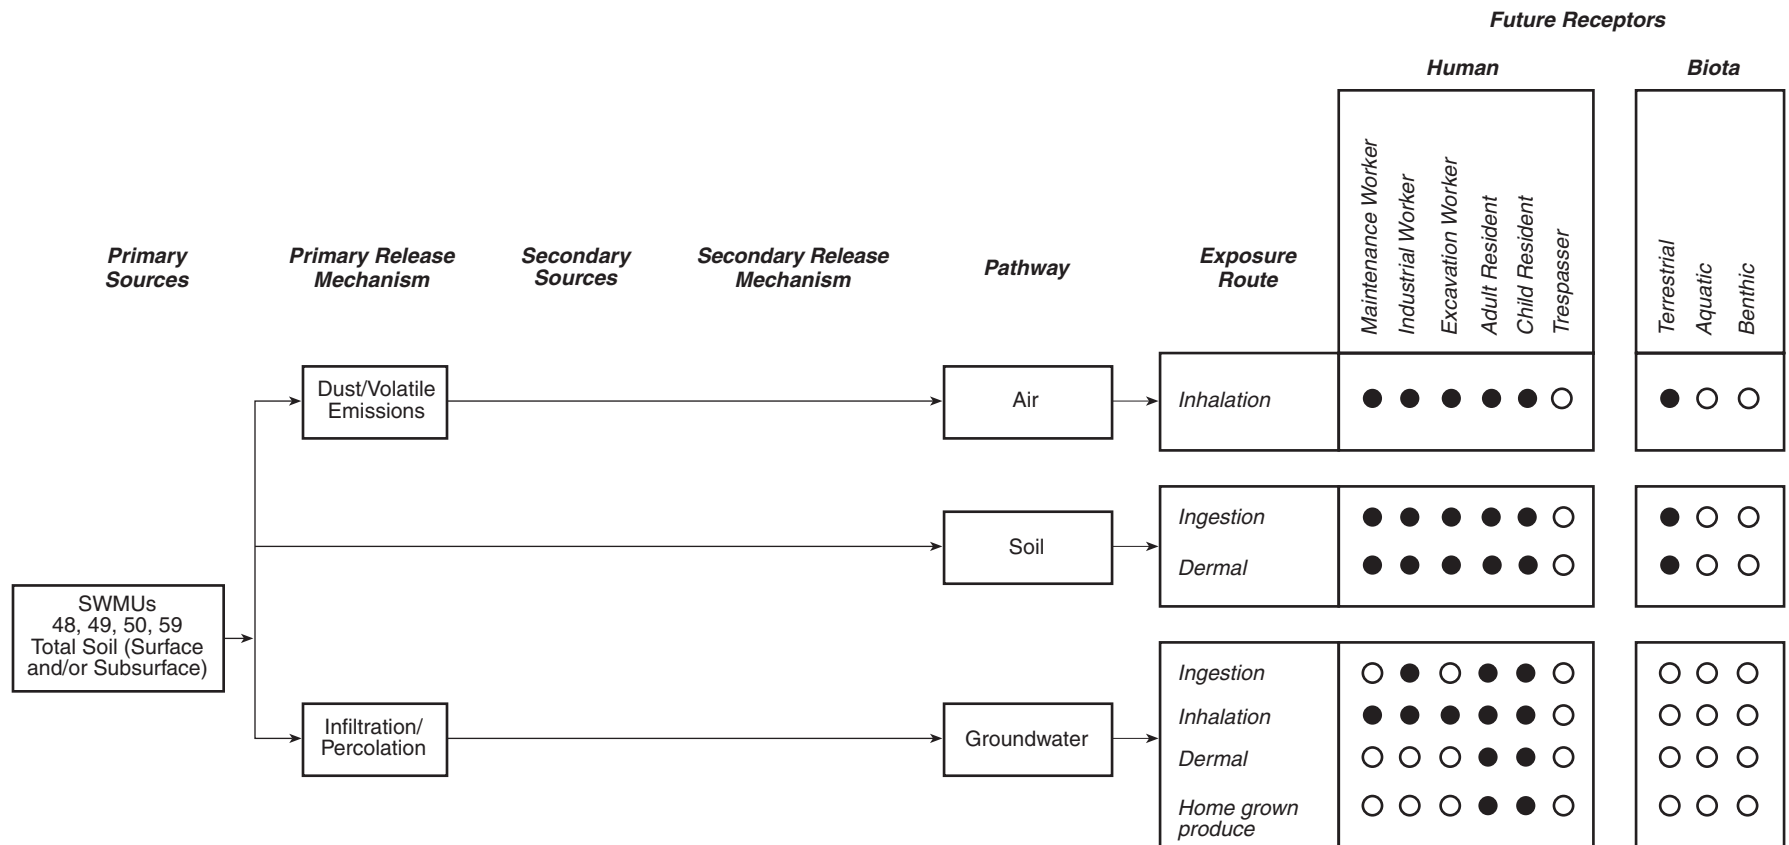 Future Receptors
Human
Biota
Primary
Sources
Primary Release
Mechanism
Secondary
Sources
Secondary Release
Mechanism
Pathway
Exposure
Route
Maintenance Worker
Industrial Worker
Excavation Worker
Adult Resident
Child Resident
Trespasser
Terrestrial
Aquatic
Benthic
Dust/Volatile
Emissions
Air
Inhalation
Soil
Ingestion
Dermal
SWMUs
48, 49, 50, 59
Total Soil (Surface
and/or Subsurface)
Infiltration/
Percolation
Groundwater
Ingestion
Inhalation
Dermal
Home grown
produce